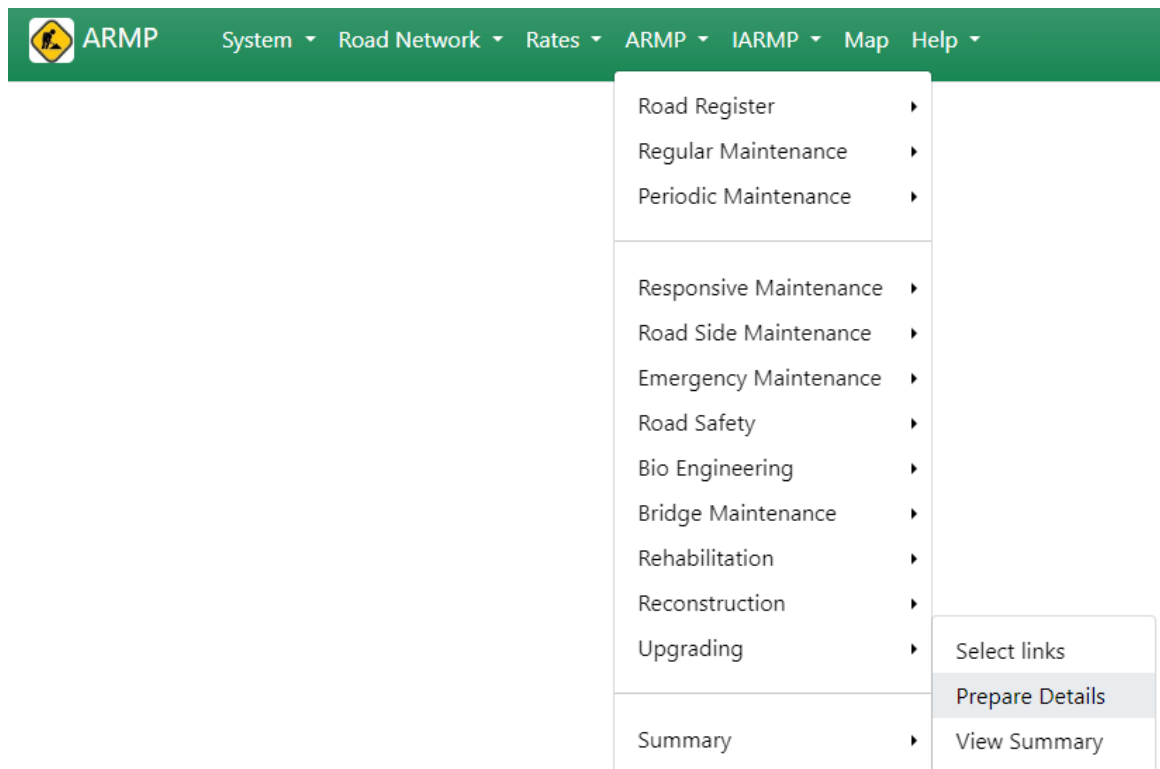 ARMP System Road Network Rates ARMP IARMP Map Help
Road Register
Regular Maintenance
Periodic Maintenance
Responsive Maintenance
Road Side Maintenance
Emergency Maintenance
Road Safety
Bio Engineering
Bridge Maintenance
Rehabilitation
Reconstruction
Upgrading
Summary
Select links
Prepare Details
View Summary